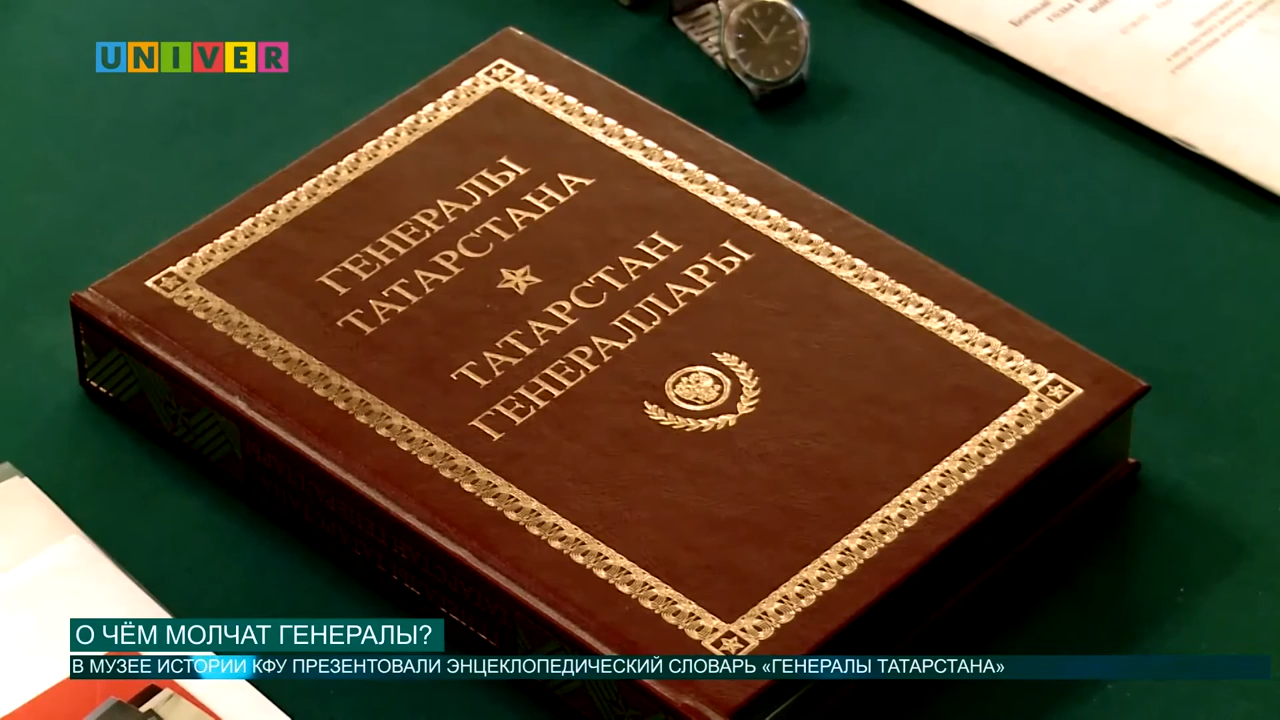 UNIVER
ГЕНЕРАЛЫ
ТАТАРСТАНА
ТАТАРСТАН
ГЕНЕРАЛЛАРЫ
О ЧЁМ МОЛЧАТ ГЕНЕРАЛЫ?
В МУЗЕЕ ИСТОРИИ КФУ ПРЕЗЕНТОВАЛИ ЭНЦЕКЛОПЕДИЧЕСКИЙ СЛОВАРЬ «ГЕНЕРАЛЫ ТАТАРСТАНА»